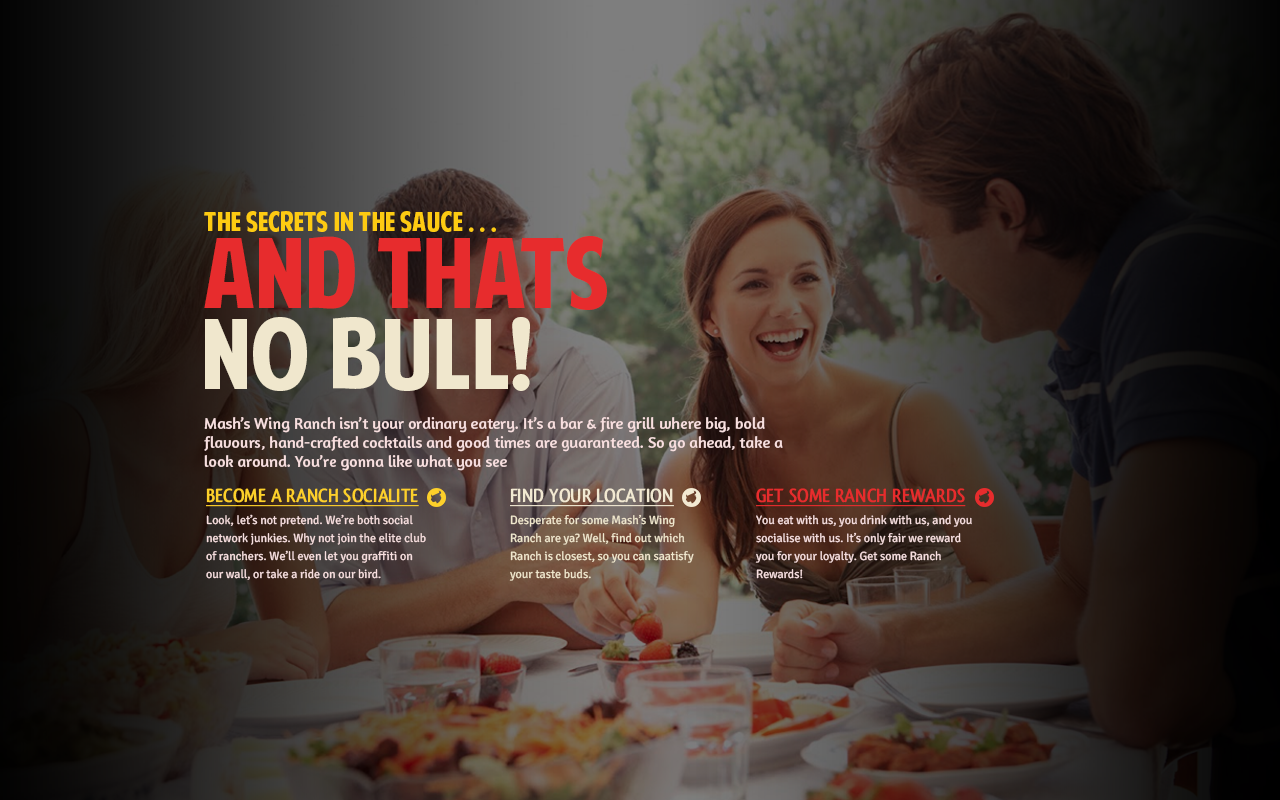 THE SECRETS IN THE SAUCE . . .
AND THATS
NO BULL!
Mash's Wing Ranch isn't your ordinary eatery. It's a bar & fire grill where big, bold
flavours, hand-crafted cocktails and good times are guaranteed. So go ahead, take a
look around. You're gonna like what you see
BECOME A RANCH SOCIALITE
Look, let's not pretend. We're both social
network junkies. Why not join the elite club
of ranchers. We'll even let you graffiti on
our wall, or take a ride on our bird.
FIND YOUR LOCATION
Desperate for some Mash's Wing
Ranch are ya? Well, find out which
Ranch is closest, so you can saatisfy
your taste buds.
GET SOME RANCH REWARDS
You eat with us, you drink with us, and you
socialise with us. It's only fair we reward
you for your loyalty. Get some Ranch
Rewards!